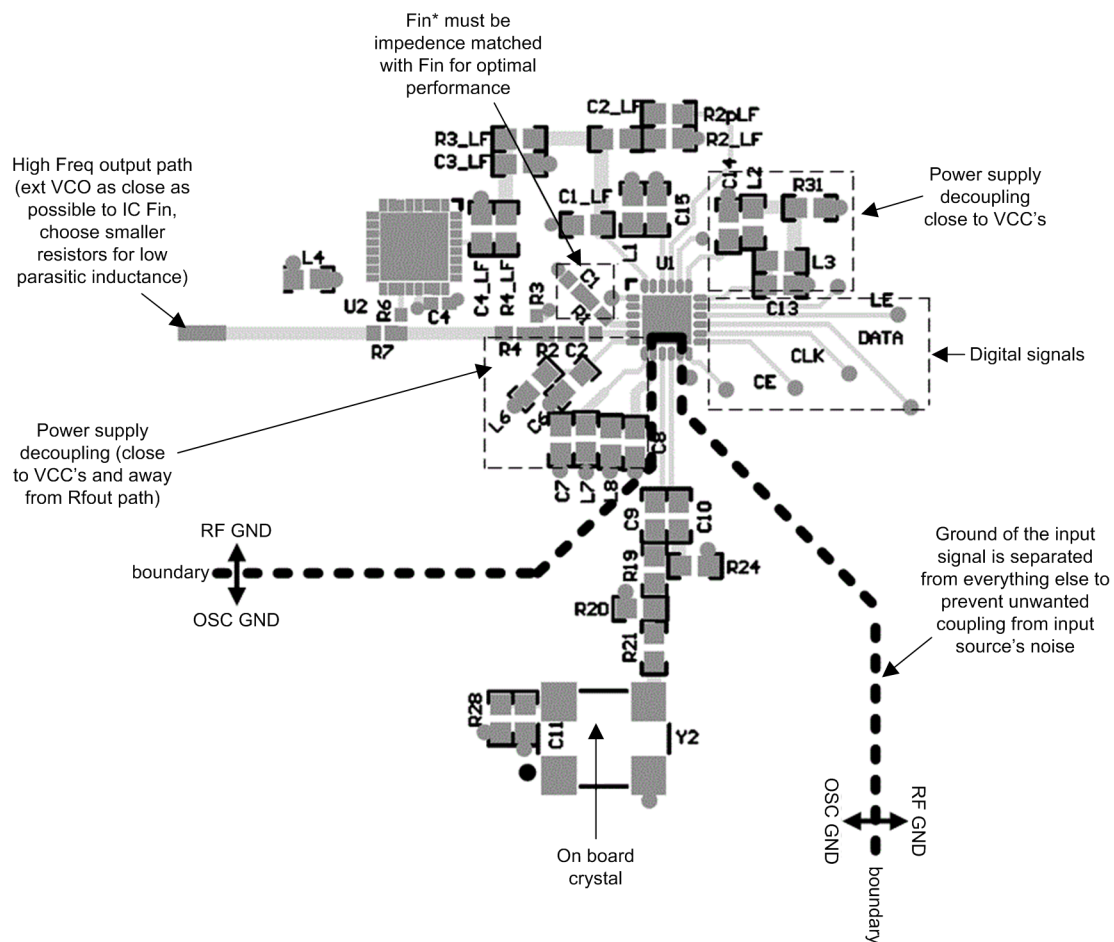 Fin* must be
impedence matched
with Fin for optimal
performance
High Freq output path
(ext VCO as close as
possible to IC Fin,
choose smaller
resistors for low
parasitic inductance)
Power supply
decoupling
close to VCC's
Digital signals
Power supply
decoupling (close
to VCC's and away
from Rfout path)
RF GND
boundary
OSC GND
Ground of the input
signal is separated
from everything else to
prevent unwanted
coupling from input
source's noise
On board
crystal
OSC GND
RF GND
boundary
C2_LF
R2pLF
R3_LF
R2_LF
C3_LF
C14
L2
R31
C1_LF
C15
L1
U1
L3
C13
L4
U2
R6
C4
C4_LF
R4_LF
R3
C1
R7
R4
R2
C2
LE
DATA
CLK
CE
L6
C6
C7
L7
L8
C8
C9
C10
R19
R24
R20
R21
R28
C11
Y2